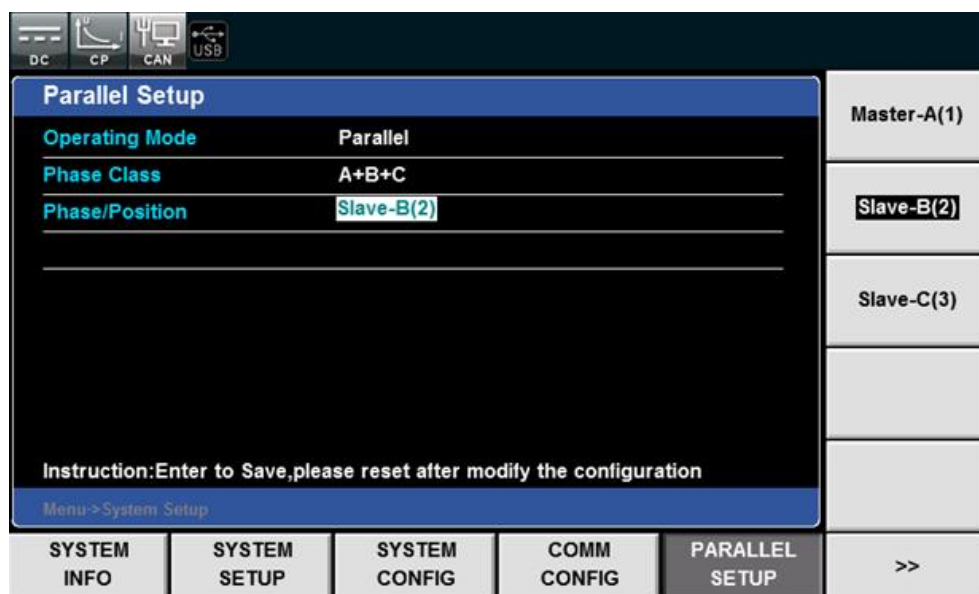 DC CP CAN USB
Parallel Setup
Operating Mode Parallel
Phase Class A+B+C
Phase/Position Slave-B(2)
Instruction:Enter to Save,please reset after modify the configuration
Menu->System Setup
Master-A(1)
Slave-B(2)
Slave-C(3)
SYSTEM INFO
SYSTEM SETUP
SYSTEM CONFIG
COMM CONFIG
PARALLEL SETUP
>>